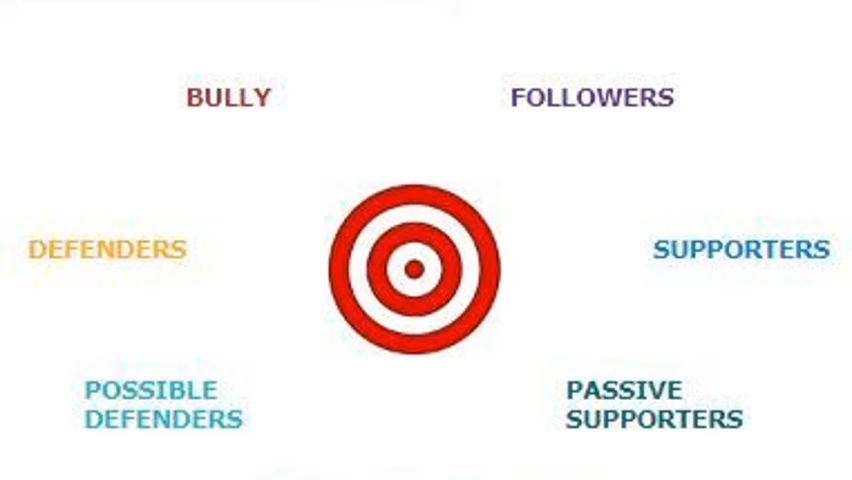 BULLY
FOLLOWERS
DEFENDERS
SUPPORTERS
POSSIBLE
DEFENDERS
PASSIVE
SUPPORTERS